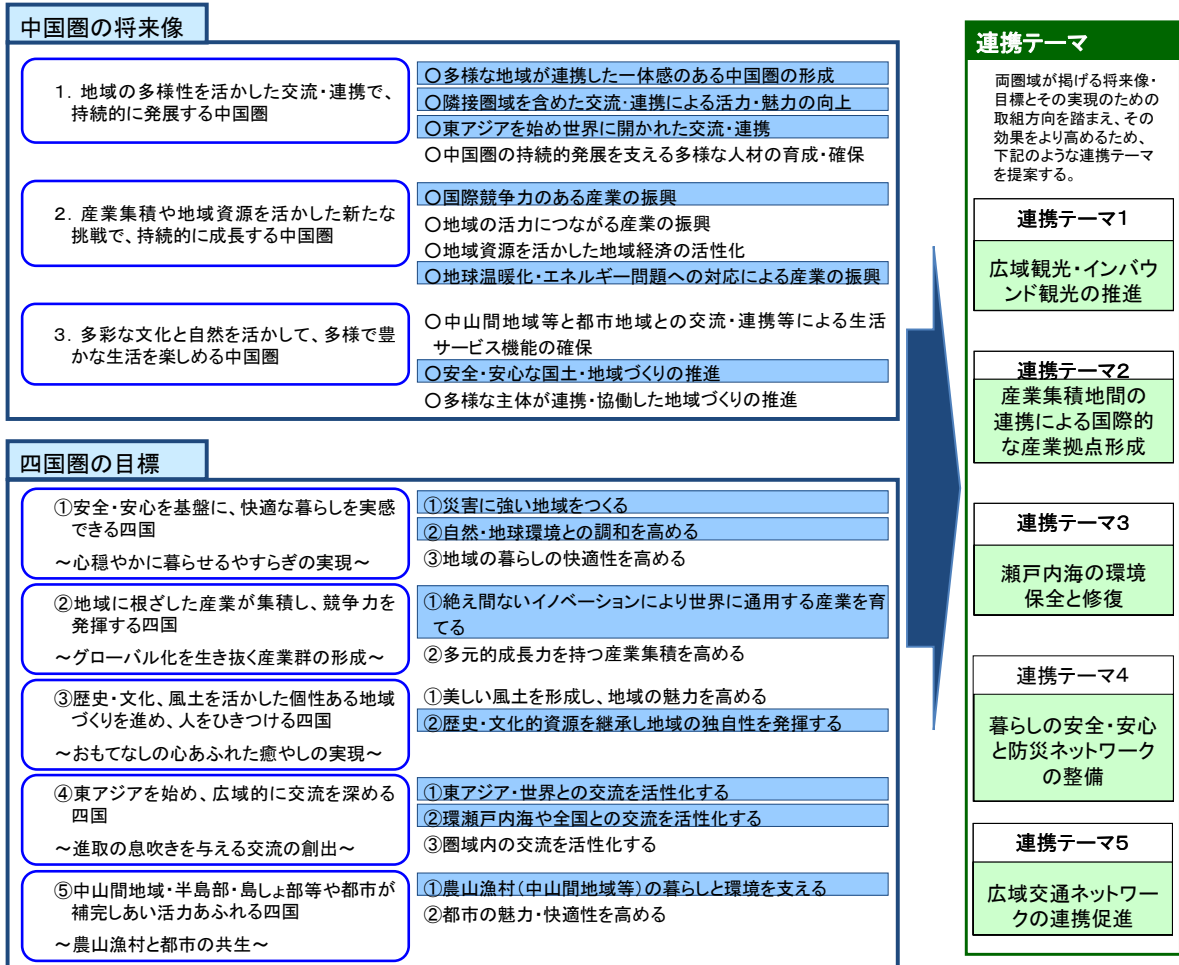 中国圏の将来像
1．地域の多様性を活かした交流・連携で、
持続的に発展する中国圏
〇多様な地域が連携した一体感のある中国圏の形成
〇隣接圏域を含めた交流・連携による活力・魅力の向上
〇東アジアを始め世界に開かれた交流・連携
〇中国圏の持続的発展を支える多様な人材の育成・確保
2．産業集積や地域資源を活かした新たな
挑戦で、持続的に成長する中国圏
〇国際競争力のある産業の振興
〇地域の活力につながる産業の振興
〇地域資源を活かした地域経済の活性化
〇地球温暖化・エネルギー問題への対応による産業の振興
3．多彩な文化と自然を活かして、多様で豊
かな生活を楽しめる中国圏
〇中山間地域等と都市地域との交流・連携等による生活
サービス機能の確保
〇安全・安心な国土・地域づくりの推進
〇多様な主体が連携・協働した地域づくりの推進
四国圏の目標
①安全・安心を基盤に、快適な暮らしを実感
できる四国
～心穏やかに暮らせるやすらぎの実現～
①災害に強い地域をつくる
②自然・地球環境との調和を高める
③地域の暮らしの快適性を高める
②地域に根ざした産業が集積し、競争力を
発揮する四国
～グローバル化を生き抜く産業群の形成～
①絶え間ないイノベーションにより世界に通用する産業を育
てる
②多元的成長力を持つ産業集積を高める
③歴史・文化、風土を活かした個性ある地域
づくりを進め、人をひきつける四国
～おもてなしの心あふれた癒やしの実現～
①美しい風土を形成し、地域の魅力を高める
②歴史・文化的資源を継承し地域の独自性を発揮する
④東アジアを始め、広域的に交流を深める
四国
～進取の息吹きを与える交流の創出～
①東アジア・世界との交流を活性化する
②環瀬戸内海や全国との交流を活性化する
③圏域内の交流を活性化する
⑤中山間地域・半島部・島しょ部等や都市が
補完しあい活力あふれる四国
～農山漁村と都市の共生～
①農山漁村（中山間地域等）の暮らしと環境を支える
②都市の魅力・快適性を高める
連携テーマ
両圏域が掲げる将来像・
目標とその実現のための
取組方向を踏まえ、その
効果をより高めるため、
下記のような連携テーマ
を提案する。
連携テーマ1
広域観光・インバウ
ンド観光の推進
連携テーマ2
産業集積地間の
連携による国際的
な産業拠点形成
連携テーマ3
瀬戸内海の環境
保全と修復
連携テーマ4
暮らしの安全・安心
と防災ネットワーク
の整備
連携テーマ5
広域交通ネットワー
クの連携促進